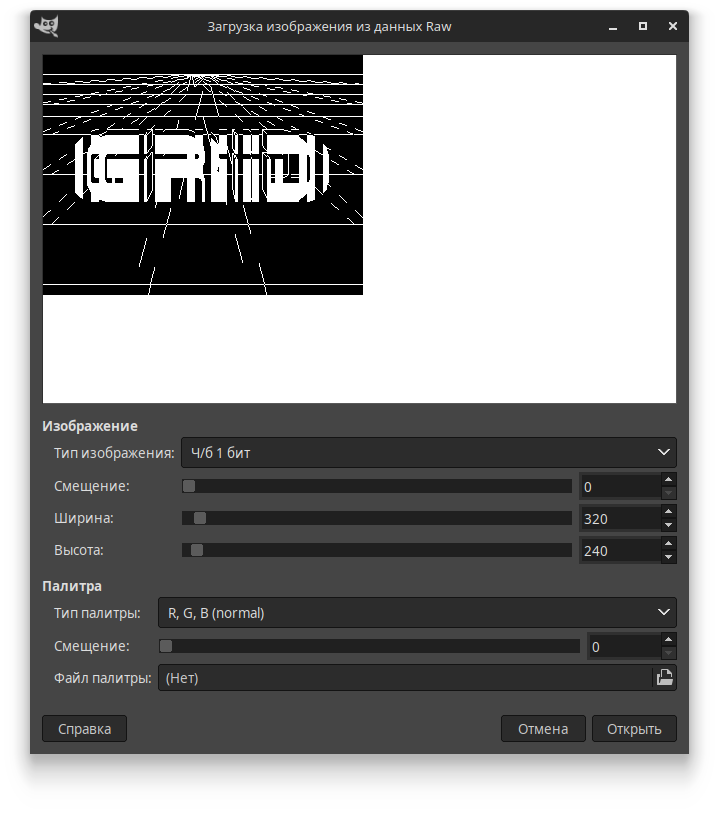 Загрузка изображения из данных Raw
GRiD
Изображение
Тип изображения: Ч/б 1 бит
Смещение: 0
Ширина: 320
Высота: 240
Палитра
Тип палитры: R, G, B (normal)
Смещение: 0
Файл палитры: (Нет)
Справка Отмена Открыть